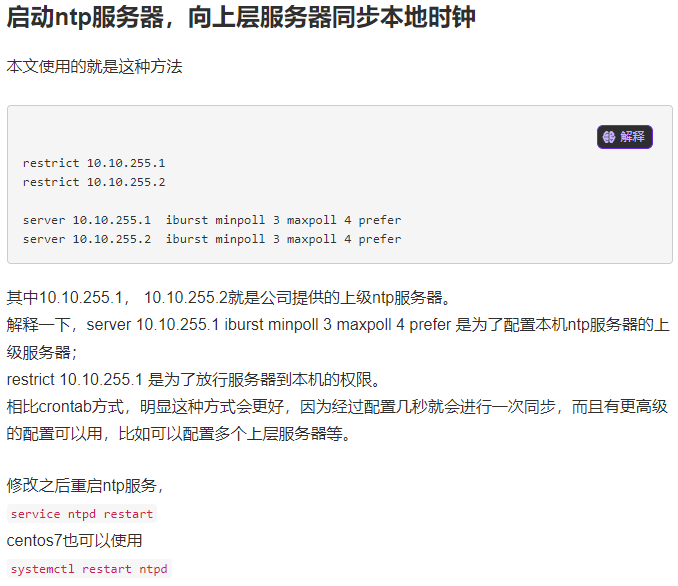 启动ntp服务器，向上层服务器同步本地时钟
本文使用的就是这种方法
解释
restrict 10.10.255.1
restrict 10.10.255.2
server 10.10.255.1  iburst minpoll 3 maxpoll 4 prefer
server 10.10.255.2  iburst minpoll 3 maxpoll 4 prefer
其中10.10.255.1， 10.10.255.2就是公司提供的上级ntp服务器。
解释一下，server 10.10.255.1 iburst minpoll 3 maxpoll 4 prefer 是为了配置本机ntp服务器的上
级服务器；
restrict 10.10.255.1 是为了放行服务器到本机的权限。
相比crontab方式，明显这种方式会更好，因为经过配置几秒就会进行一次同步，而且有更高级
的配置可以用，比如可以配置多个上层服务器等。
修改之后重启ntp服务，
service ntpd restart
centos7也可以使用
systemctl restart ntpd